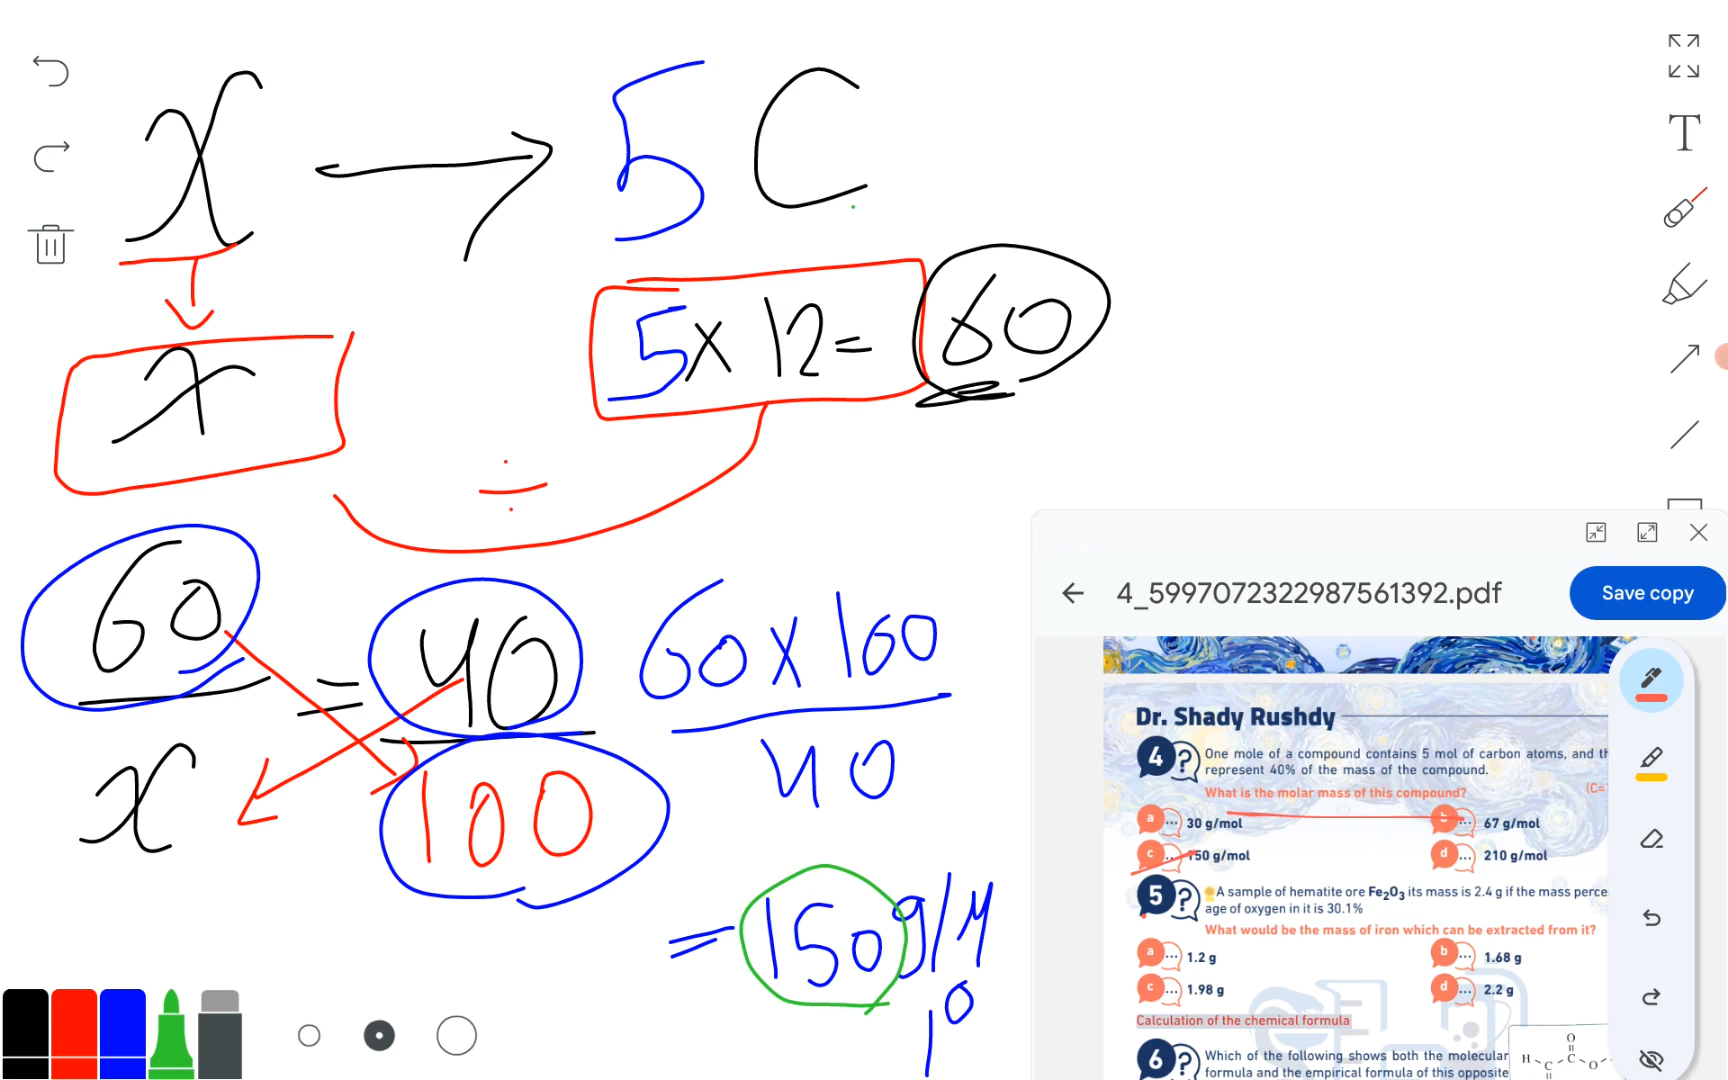 x → 5 C
x
5 x 12 = 60
÷
60 = 40
x 100
60 x 100
40
= 150 g/M
4_5997072322987561392.pdf
Save copy
Dr. Shady Rushdy
4 ? One mole of a compound contains 5 mol of carbon atoms, and th
represent 40% of the mass of the compound.
What is the molar mass of this compound? (C=
a ... 30 g/mol b ... 67 g/mol
c ... 150 g/mol d ... 210 g/mol
5 ? A sample of hematite ore Fe₂O₃ its mass is 2.4 g if the mass perce
age of oxygen in it is 30.1%
What would be the mass of iron which can be extracted from it?
a ... 1.2 g b ... 1.68 g
c ... 1.98 g d ... 2.2 g
Calculation of the chemical formula
6 ? Which of the following shows both the molecular
formula and the empirical formula of this opposite
O
H C C O
T